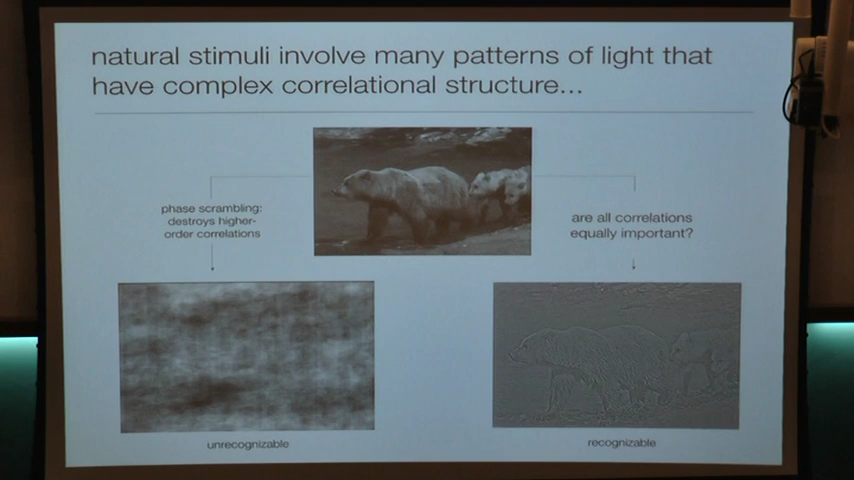 natural stimuli involve many patterns of light that
have complex correlational structure...
phase scrambling:
destroys higher-
order correlations
are all correlations
equally important?
unrecognizable
recognizable